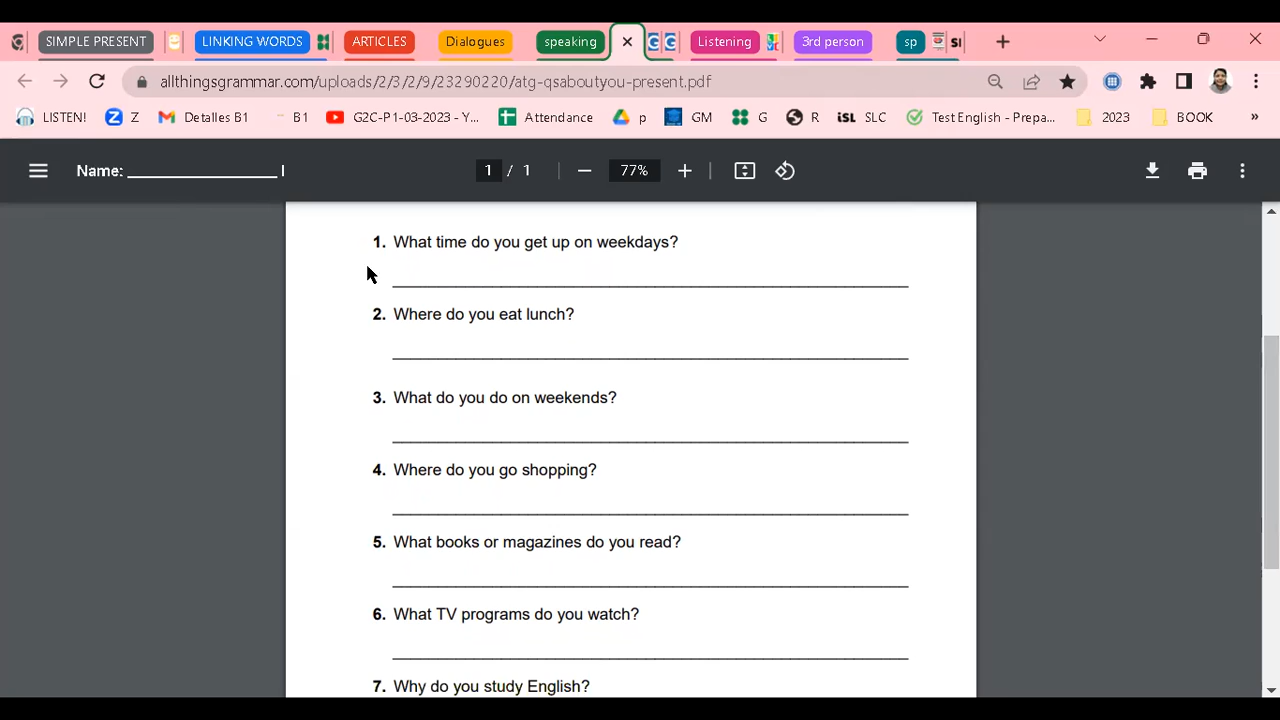 SIMPLE PRESENT LINKING WORDS ARTICLES Dialogues speaking Listening 3rd person sp
allthingsgrammar.com/uploads/2/3/2/9/23290220/atg-qsaboutyou-present.pdf
LISTEN! Z Detalles B1 B1 G2C-P1-03-2023 - Y... Attendance p GM G R iSL SLC Test English - Prepa... 2023 BOOK »
Name: _________________ I 1 / 1 77%
1. What time do you get up on weekdays?
2. Where do you eat lunch?
3. What do you do on weekends?
4. Where do you go shopping?
5. What books or magazines do you read?
6. What TV programs do you watch?
7. Why do you study English?